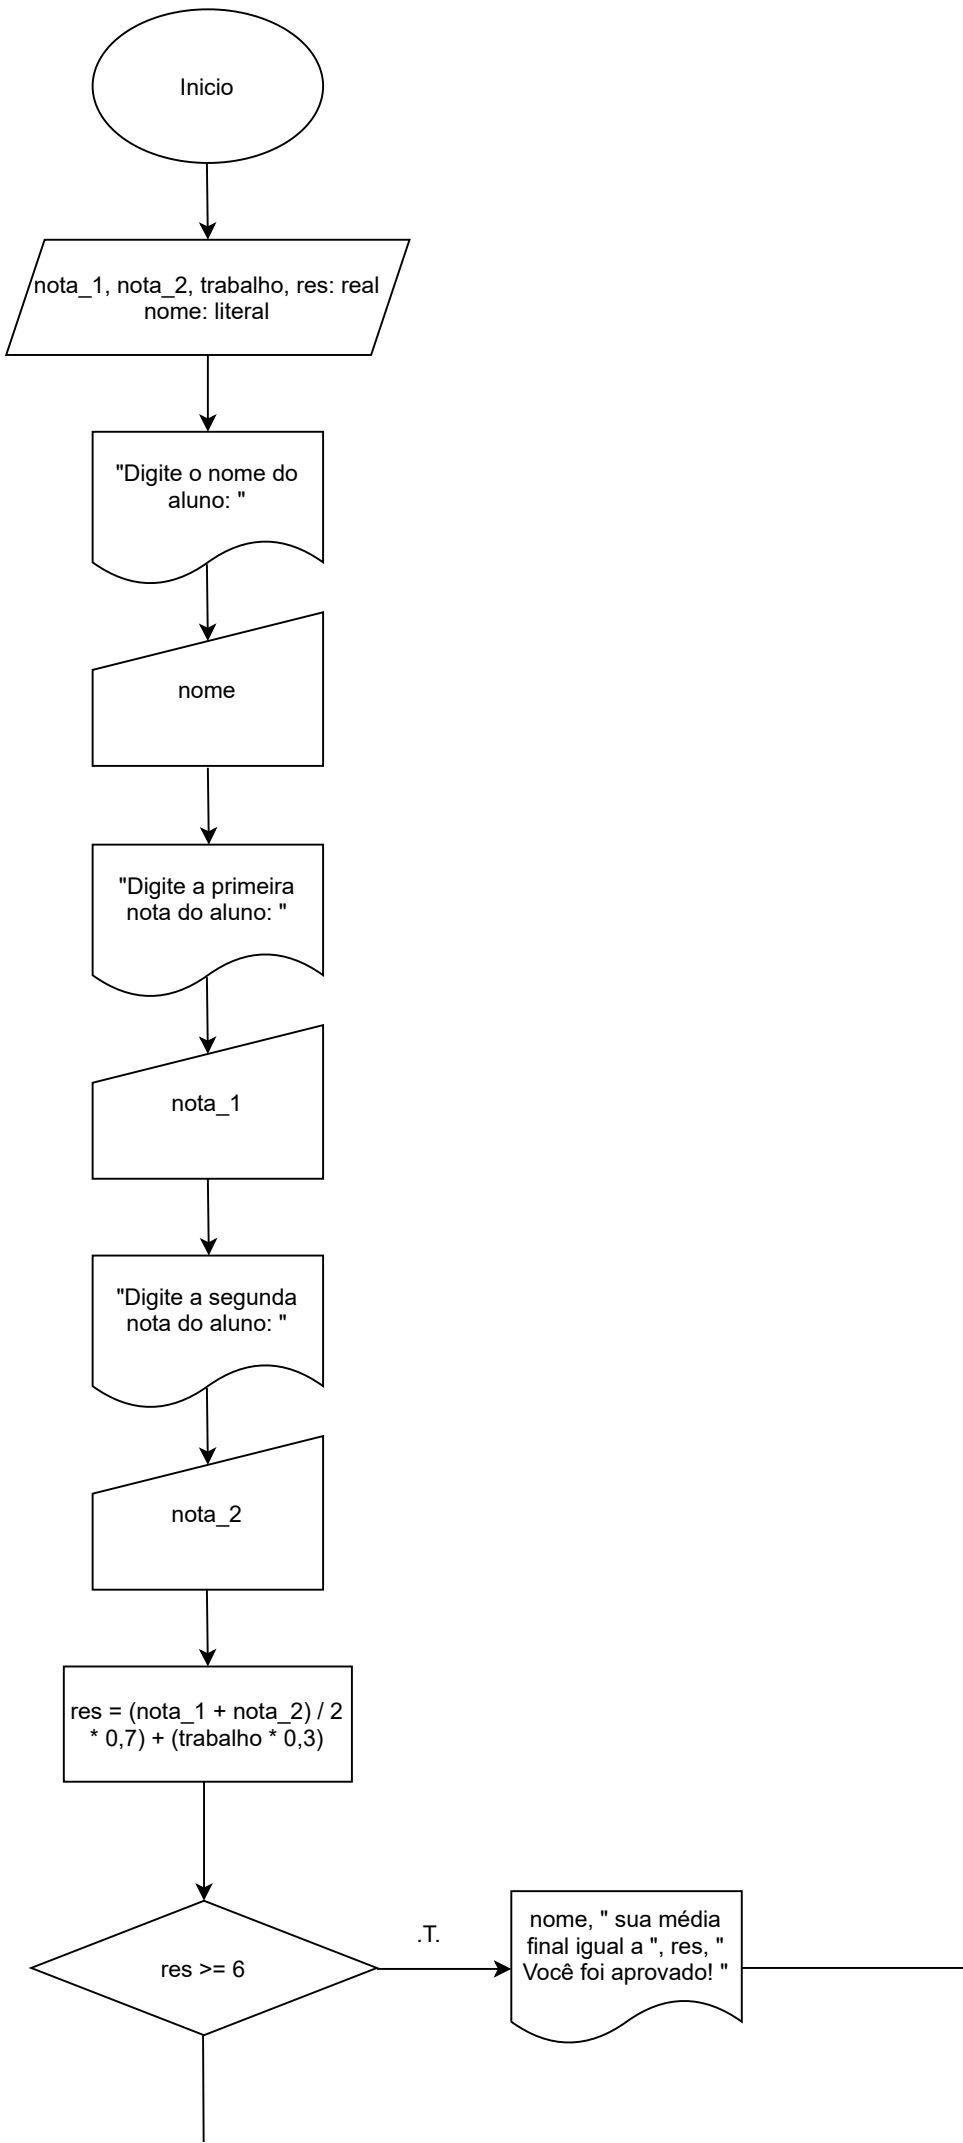 Inicio
nota_1, nota_2, trabalho, res: real
nome: literal
"Digite o nome do
aluno: "
nome
"Digite a primeira
nota do aluno: "
nota_1
"Digite a segunda
nota do aluno: "
nota_2
res = (nota_1 + nota_2) / 2
* 0,7) + (trabalho * 0,3)
res >= 6
.T.
nome, " sua média
final igual a ", res, "
Você foi aprovado! "